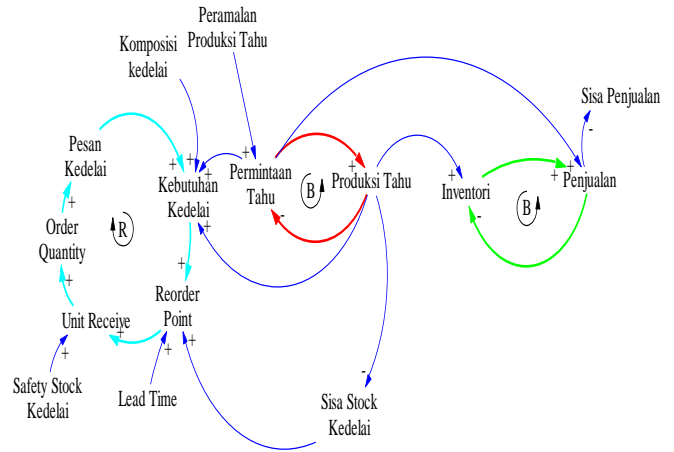 Peramalan
Produksi Tahu
Komposisi
kedelai
Sisa Penjualan
-
Pesan
Kedelai
+
+
+
+
+
Permintaan
Tahu
-
B
+
Produksi Tahu
+
Inventori
-
+
+
Penjualan
B
Kebutuhan
Kedelai
+
+
Order
Quantity
+
R
+
Reorder
Point
+
+
Unit Receive
+
+
Safety Stock
Kedelai
Lead Time
-
Sisa Stock
Kedelai